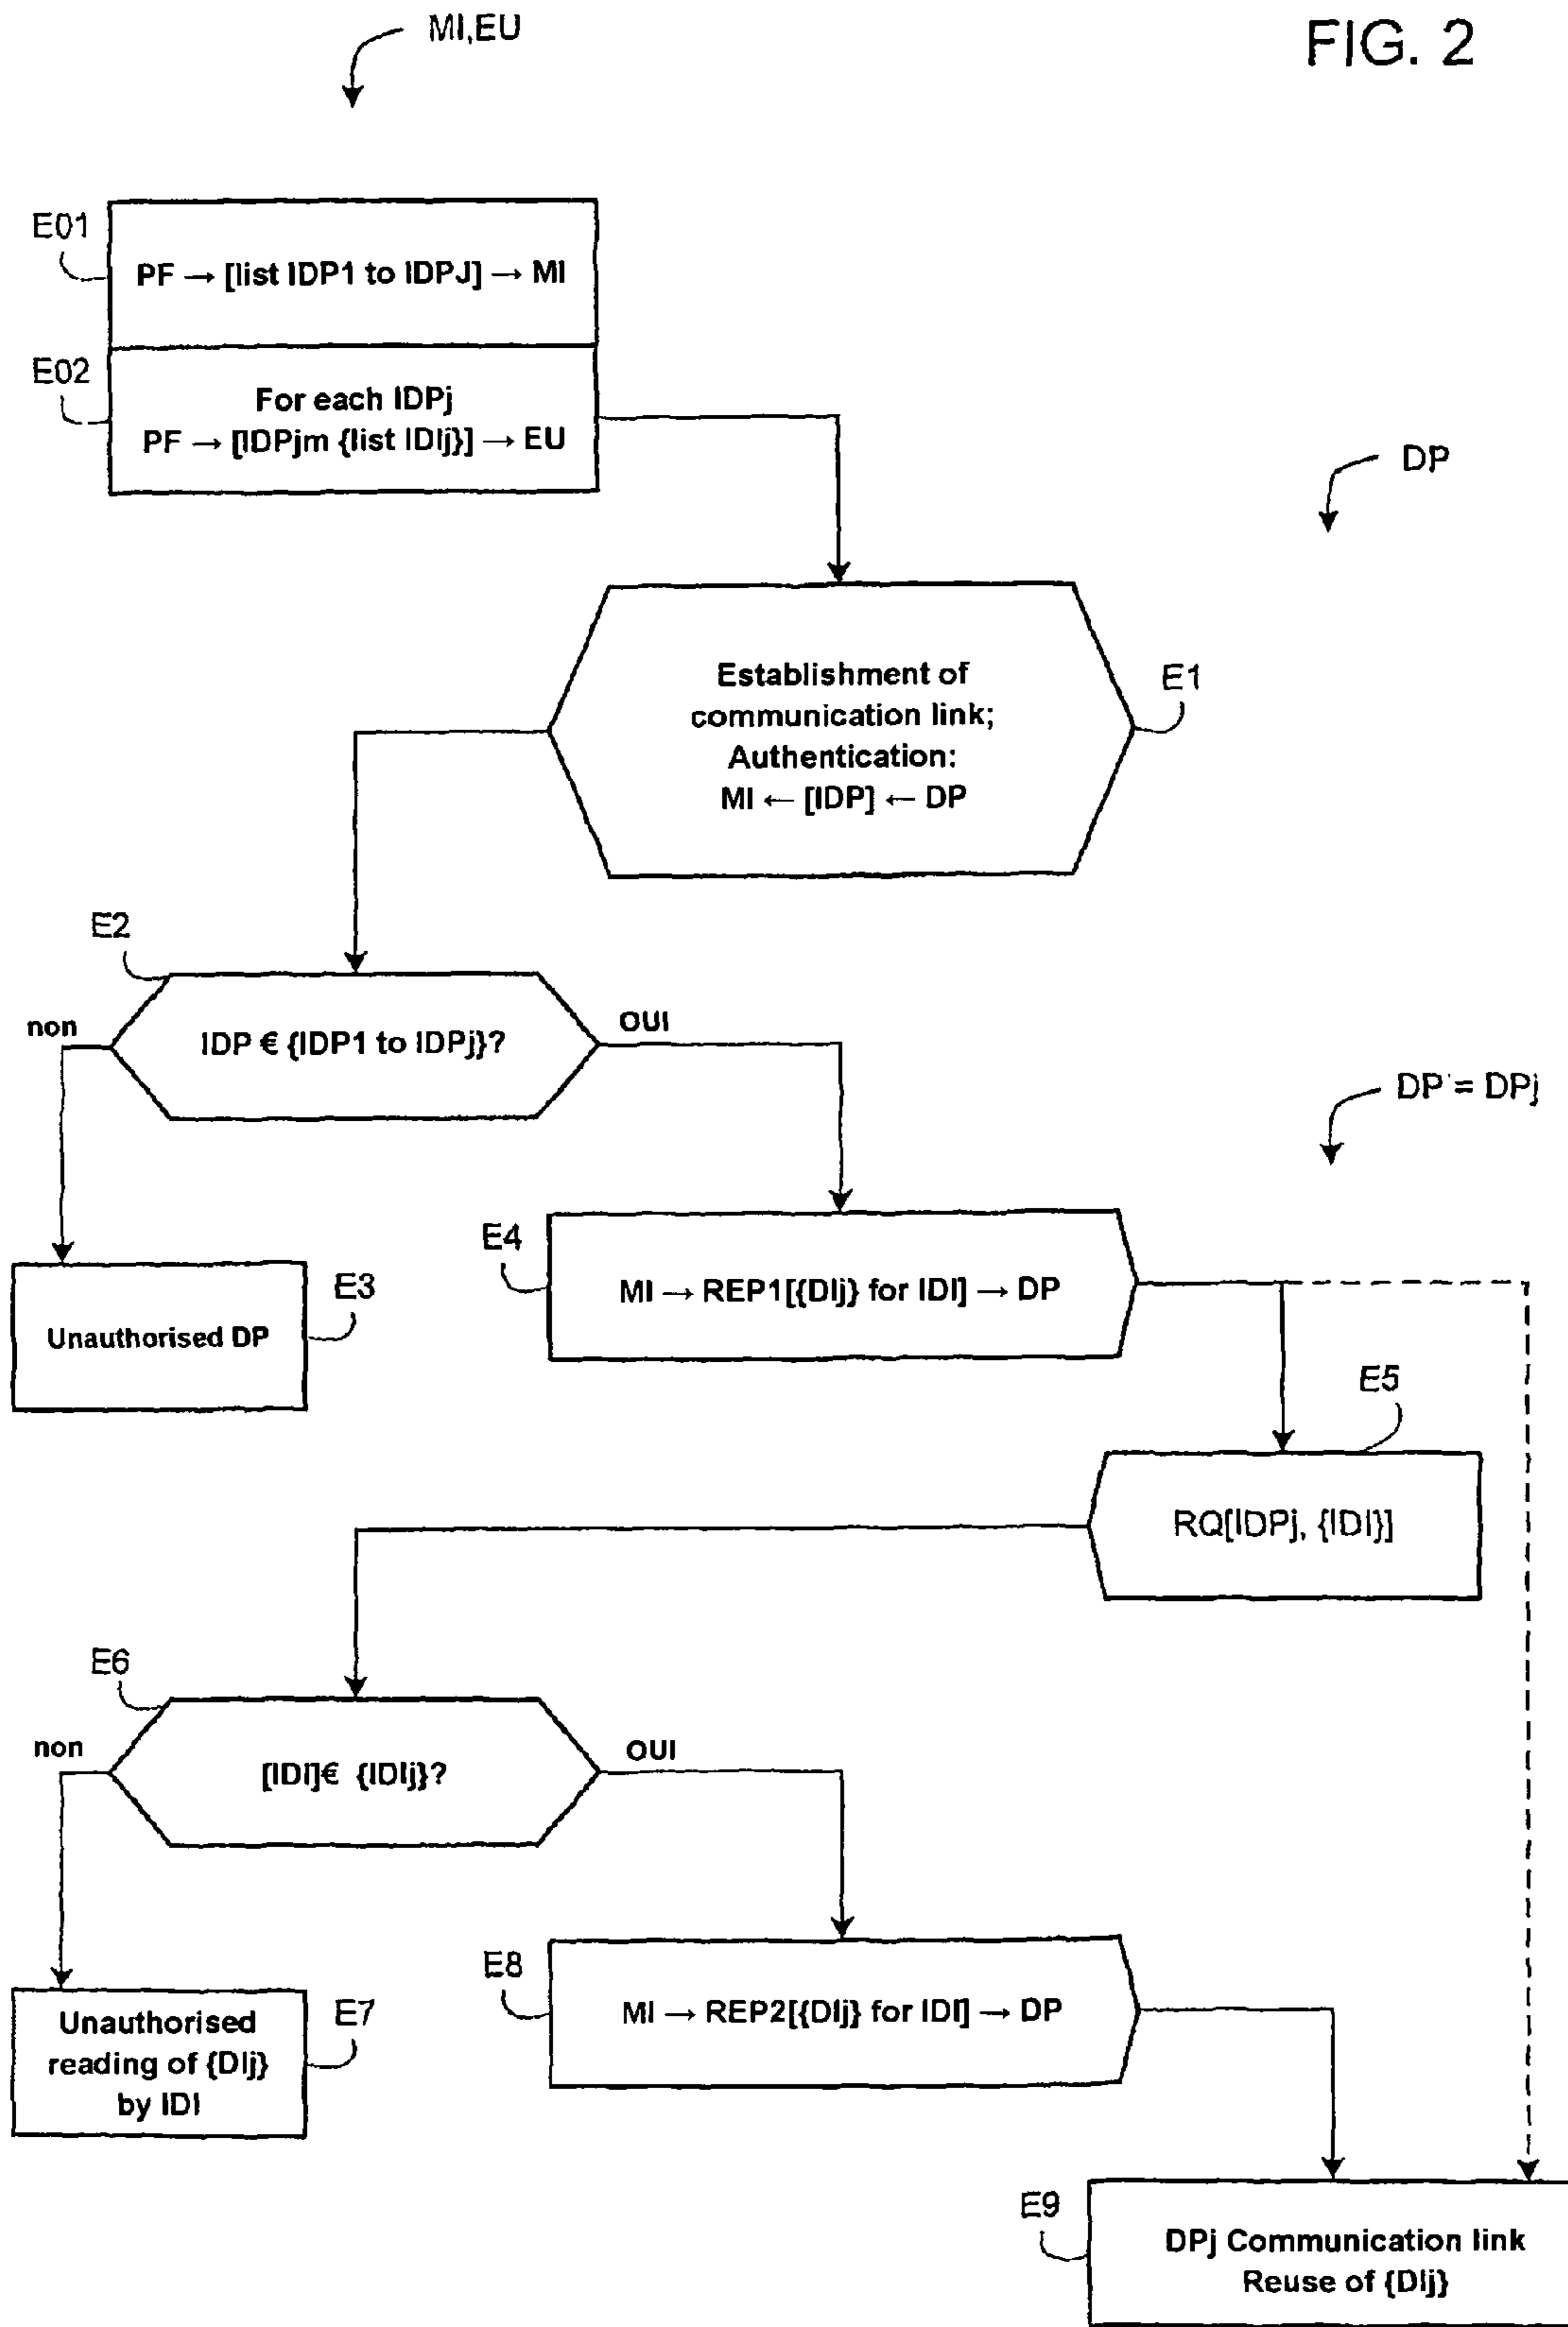 FIG. 2
MI,EU
E01
PF → [list IDP1 to IDPJ] → MI
E02
For each IDPj
PF → [IDPjm {list IDIj}] → EU
DP
Establishment of
communication link;
Authentication:
MI ← [IDP] ← DP
E1
E2
non
IDP € {IDP1 to IDPj}?
OUI
DP = DPj
E3
Unauthorised DP
E4
MI → REP1[{DIj} for IDI] → DP
E5
RQ[IDPj, {IDI}]
E6
non
[IDI]€ {IDIj}?
OUI
E7
Unauthorised
reading of {DIj}
by IDI
E8
MI → REP2[{DIj} for IDI] → DP
E9
DPj Communication link
Reuse of {DIj}